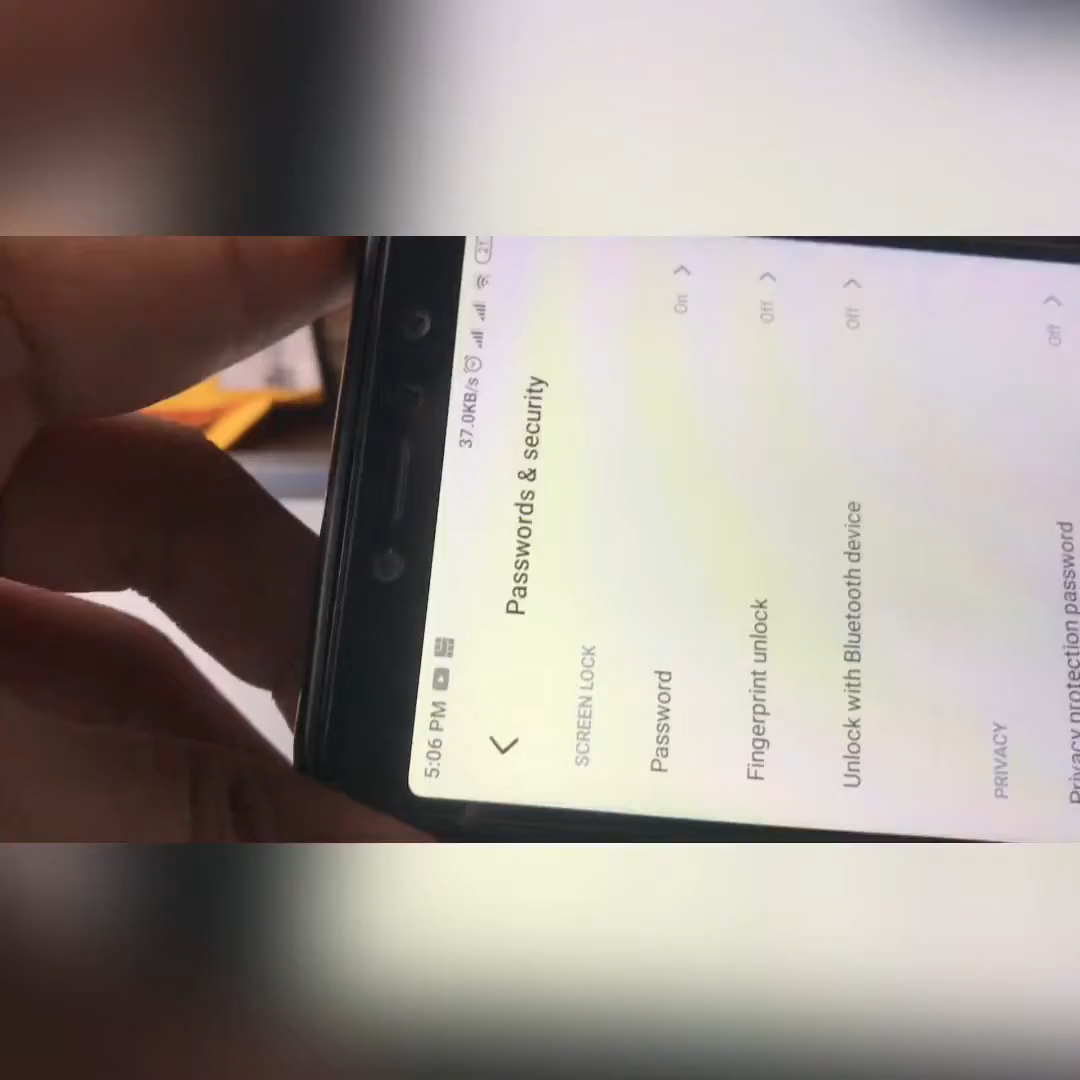 5:06 PM
37.0KB/s
21
Passwords & security
SCREEN LOCK
Password On
Fingerprint unlock Off
Unlock with Bluetooth device Off
PRIVACY
Privacy protection password Off